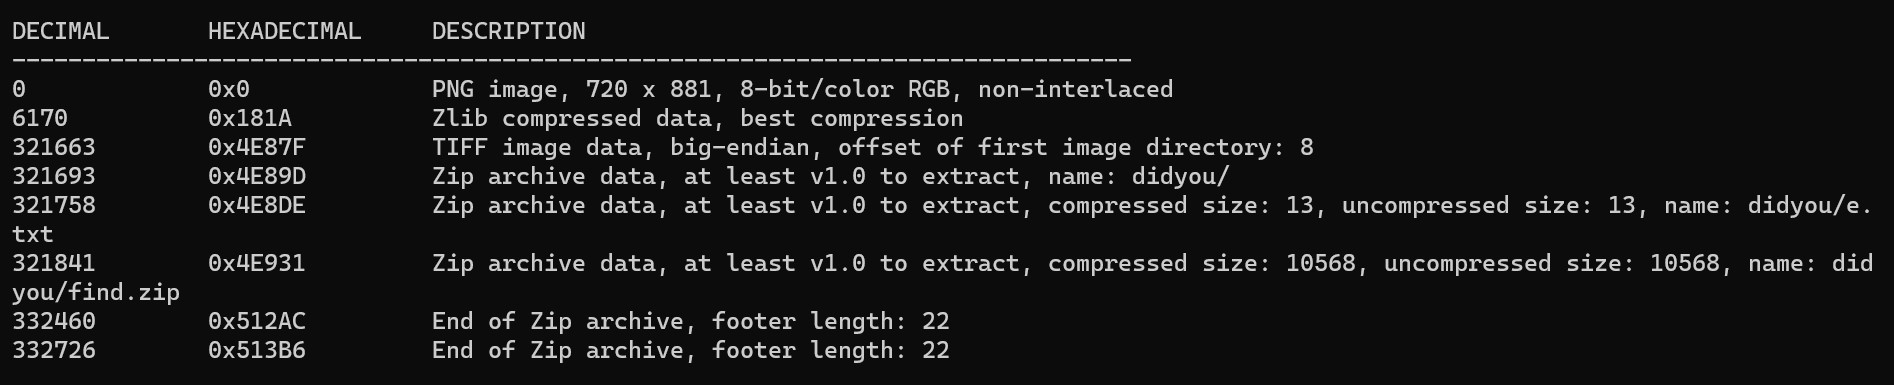 DECIMAL       HEXADECIMAL     DESCRIPTION
--------------------------------------------------------------------------------
0             0x0             PNG image, 720 x 881, 8-bit/color RGB, non-interlaced
6170          0x181A          Zlib compressed data, best compression
321663        0x4E87F         TIFF image data, big-endian, offset of first image directory: 8
321693        0x4E89D         Zip archive data, at least v1.0 to extract, name: didyou/
321758        0x4E8DE         Zip archive data, at least v1.0 to extract, compressed size: 13, uncompressed size: 13, name: didyou/e.
txt
321841        0x4E931         Zip archive data, at least v1.0 to extract, compressed size: 10568, uncompressed size: 10568, name: did
you/find.zip
332460        0x512AC         End of Zip archive, footer length: 22
332726        0x513B6         End of Zip archive, footer length: 22